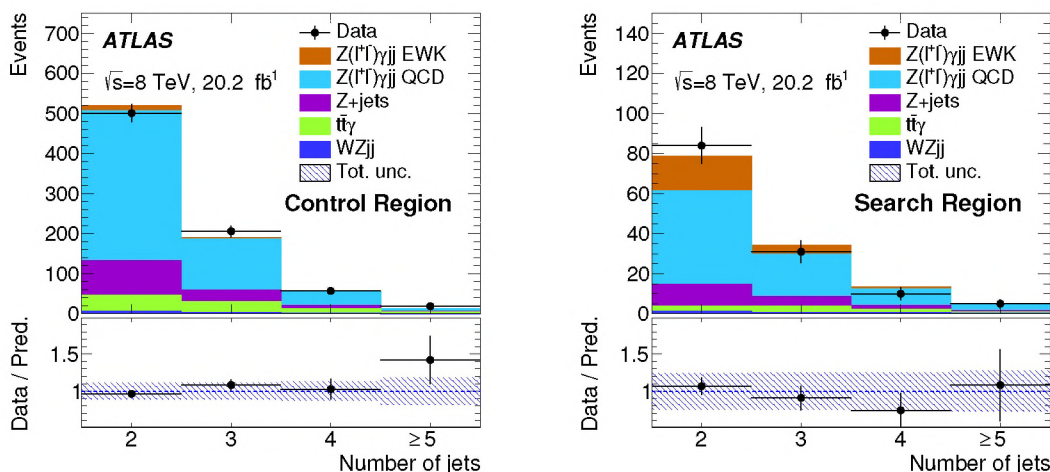 Events
700
600
500
400
300
200
100
0
ATLAS
√s=8 TeV, 20.2 fb¹
Data
Z(l⁺l⁻)γjj EWK
Z(l⁺l⁻)γjj QCD
Z+jets
tt̄γ
WZjj
Tot. unc.
Control Region
Data / Pred.
1.5
1
2 3 4 ≥5
Number of jets
Events
140
120
100
80
60
40
20
0
ATLAS
√s=8 TeV, 20.2 fb¹
Data
Z(l⁺l⁻)γjj EWK
Z(l⁺l⁻)γjj QCD
Z+jets
tt̄γ
WZjj
Tot. unc.
Search Region
Data / Pred.
1.5
1
2 3 4 ≥5
Number of jets